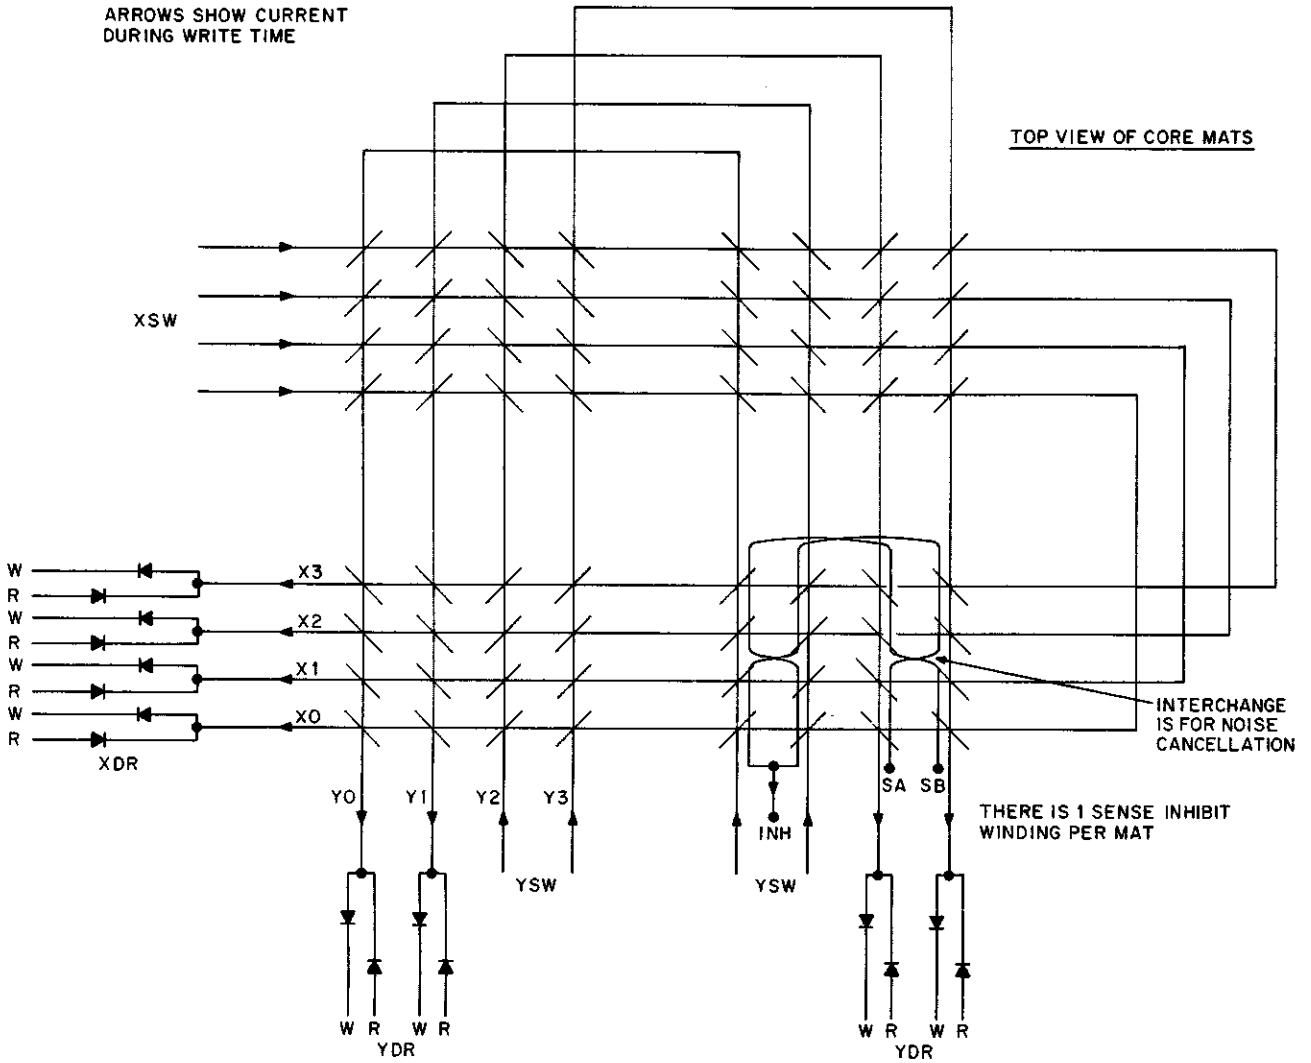 ARROWS SHOW CURRENT
DURING WRITE TIME
TOP VIEW OF CORE MATS
XSW
W
X3
R
W
X2
R
W
X1
R
W
X0
R
XDR
INTERCHANGE
IS FOR NOISE
CANCELLATION
Y0 Y1 Y2 Y3
SA SB
INH
THERE IS 1 SENSE INHIBIT
WINDING PER MAT
YSW YSW
W R W R W R W R
YDR YDR